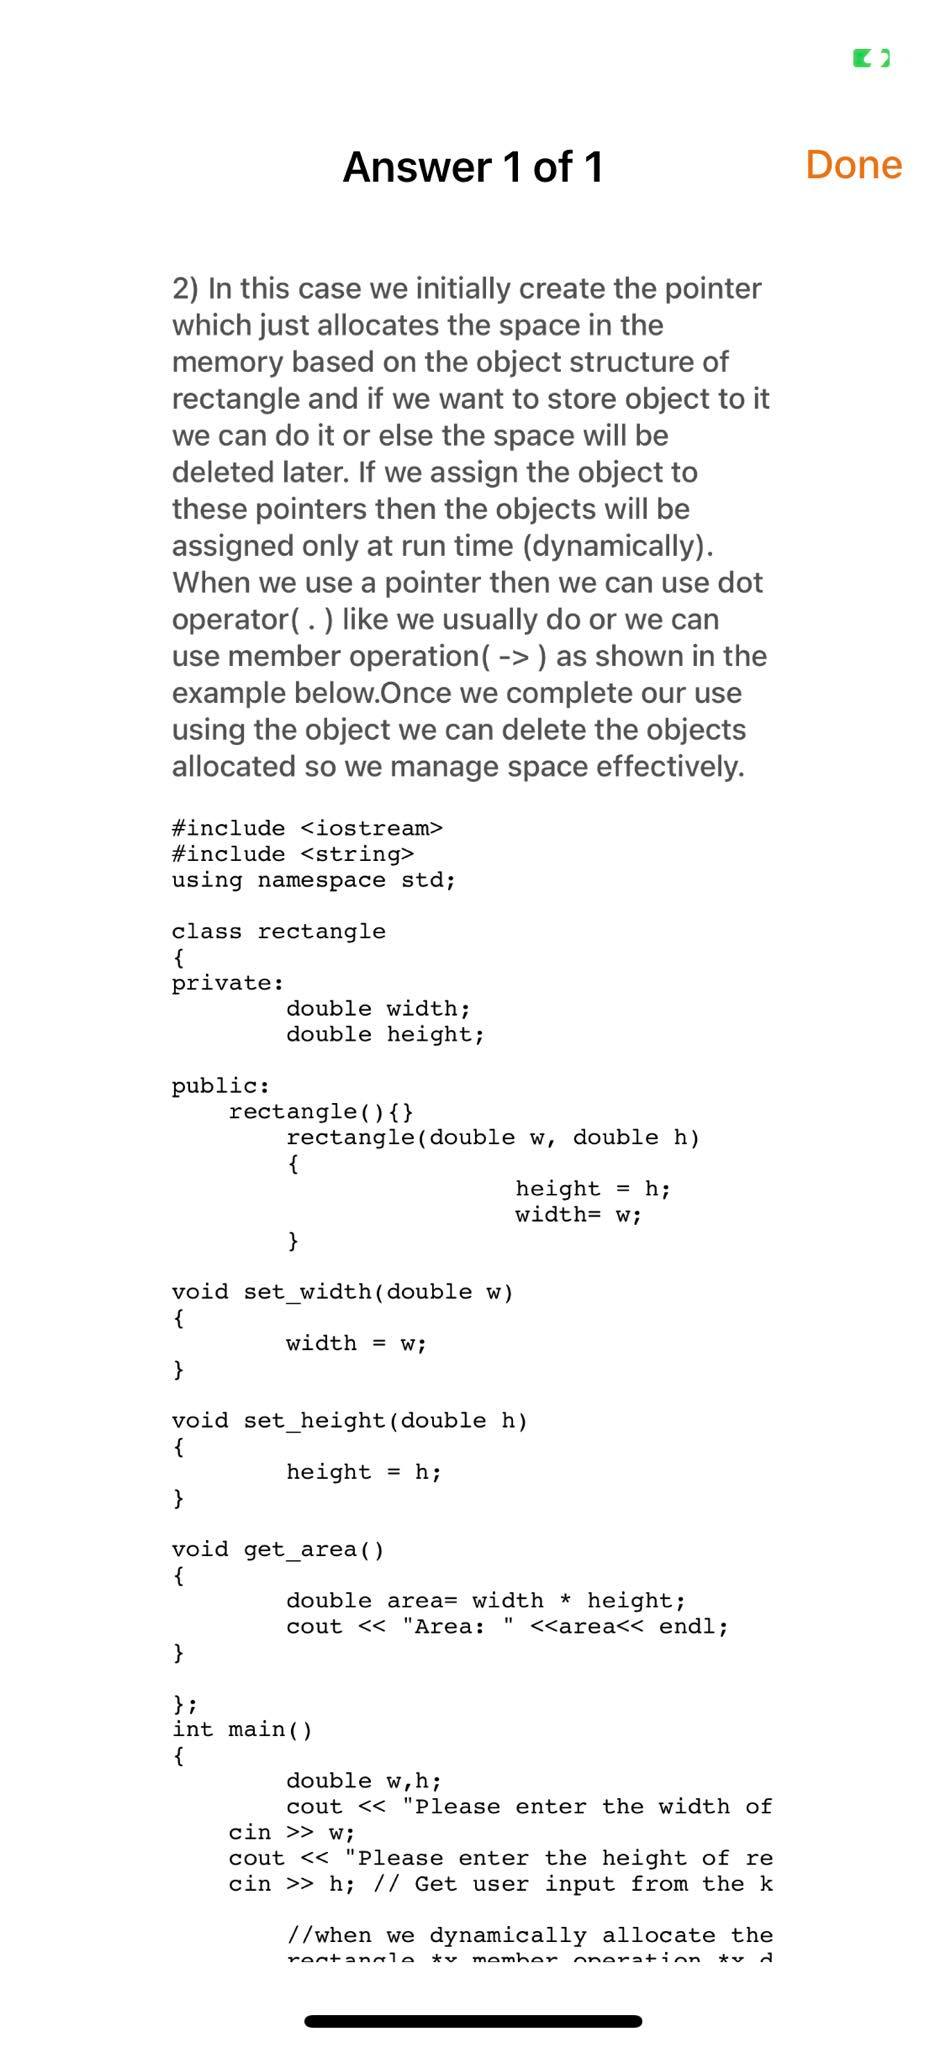 Answer 1 of 1
Done
2) In this case we initially create the pointer
which just allocates the space in the
memory based on the object structure of
rectangle and if we want to store object to it
we can do it or else the space will be
deleted later. If we assign the object to
these pointers then the objects will be
assigned only at run time (dynamically).
When we use a pointer then we can use dot
operator( . ) like we usually do or we can
use member operation( -> ) as shown in the
example below.Once we complete our use
using the object we can delete the objects
allocated so we manage space effectively.
#include <iostream>
#include <string>
using namespace std;
class rectangle
{
private:
        double width;
        double height;
public:
    rectangle(){}
        rectangle(double w, double h)
        {
                        height = h;
                        width= w;
        }
void set_width(double w)
{
        width = w;
}
void set_height(double h)
{
        height = h;
}
void get_area()
{
        double area= width * height;
        cout << "Area: " <<area<< endl;
}
};
int main()
{
        double w,h;
        cout << "Please enter the width of
    cin >> w;
    cout << "Please enter the height of re
    cin >> h; // Get user input from the k
        //when we dynamically allocate the
        rectangle *x member operation *x d